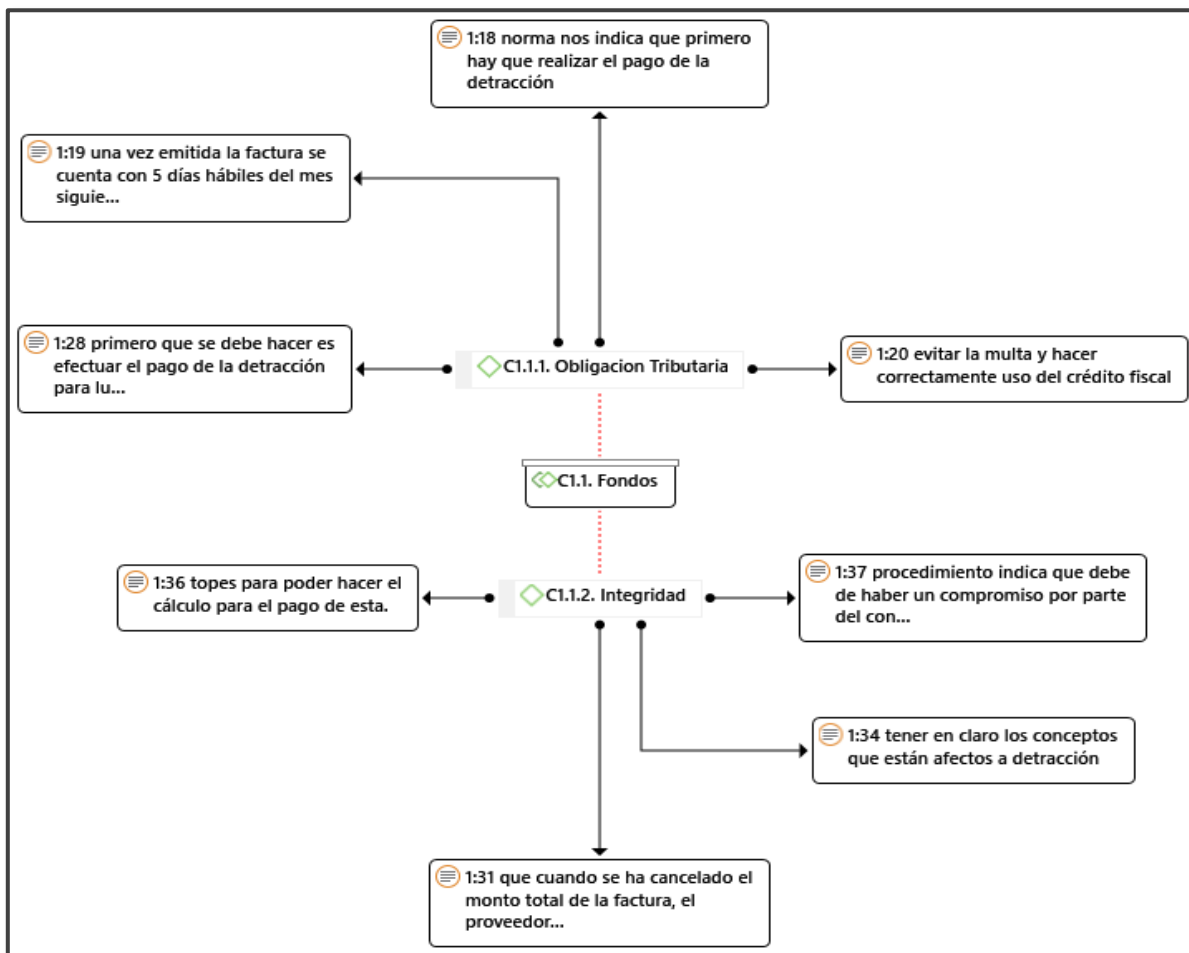 1:18 norma nos indica que primero
hay que realizar el pago de la
detracción
1:19 una vez emitida la factura se
cuenta con 5 días hábiles del mes
siguie...
1:28 primero que se debe hacer es
efectuar el pago de la detracción
para lu...
C1.1.1. Obligacion Tributaria
1:20 evitar la multa y hacer
correctamente uso del crédito fiscal
C1.1. Fondos
1:36 topes para poder hacer el
cálculo para el pago de esta.
C1.1.2. Integridad
1:37 procedimiento indica que debe
de haber un compromiso por parte
del con...
1:34 tener en claro los conceptos
que están afectos a detracción
1:31 que cuando se ha cancelado el
monto total de la factura, el
proveedor...